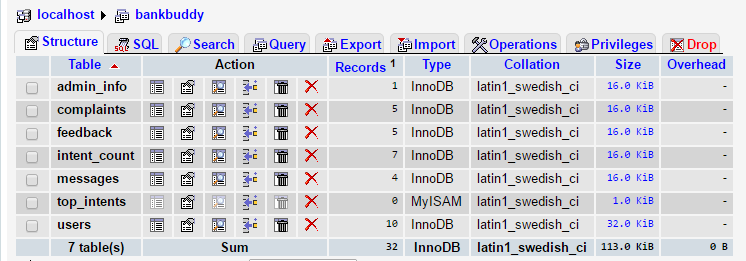 localhost bankbuddy
Structure SQL Search Query Export Import Operations Privileges Drop
Table Action Records 1 Type Collation Size Overhead
admin_info 1 InnoDB latin1_swedish_ci 16.0 KiB -
complaints 5 InnoDB latin1_swedish_ci 16.0 KiB -
feedback 5 InnoDB latin1_swedish_ci 16.0 KiB -
intent_count 7 InnoDB latin1_swedish_ci 16.0 KiB -
messages 4 InnoDB latin1_swedish_ci 16.0 KiB -
top_intents 0 MyISAM latin1_swedish_ci 1.0 KiB -
users 10 InnoDB latin1_swedish_ci 32.0 KiB -
7 table(s) Sum 32 InnoDB latin1_swedish_ci 113.0 KiB 0 B